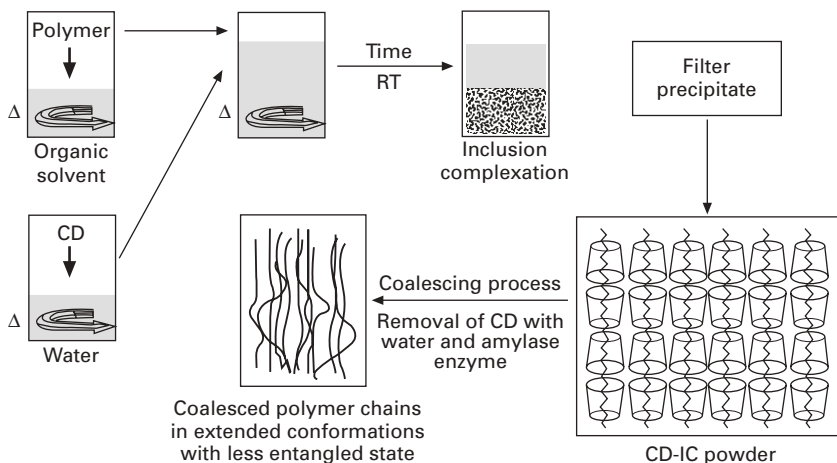 Polymer
Δ
Organic
solvent
CD
Δ
Water
Δ
Time
RT
Inclusion
complexation
Filter
precipitate
CD-IC powder
Coalescing process
Removal of CD with
water and amylase
enzyme
Coalesced polymer chains
in extended conformations
with less entangled state